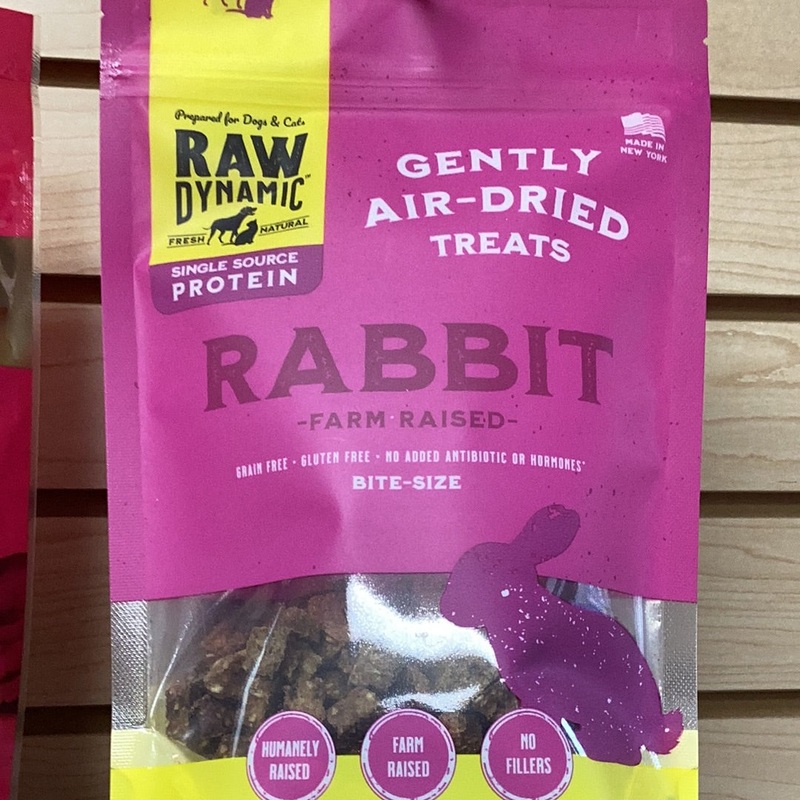 Prepared for Dogs & Cats
RAW
DYNAMIC™
FRESH NATURAL
SINGLE SOURCE
PROTEIN
GENTLY
AIR-DRIED
TREATS
MADE IN
NEW YORK
RABBIT
-FARM·RAISED-
GRAIN FREE · GLUTEN FREE · NO ADDED ANTIBIOTIC OR HORMONES*
BITE-SIZE
HUMANELY
RAISED
FARM
RAISED
NO
FILLERS